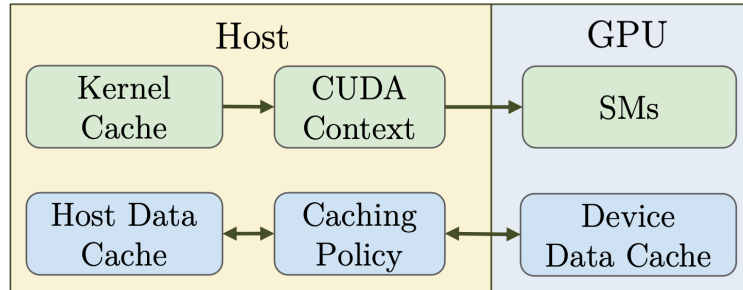 Host
GPU
Kernel
Cache
CUDA
Context
SMs
Host Data
Cache
Caching
Policy
Device
Data Cache